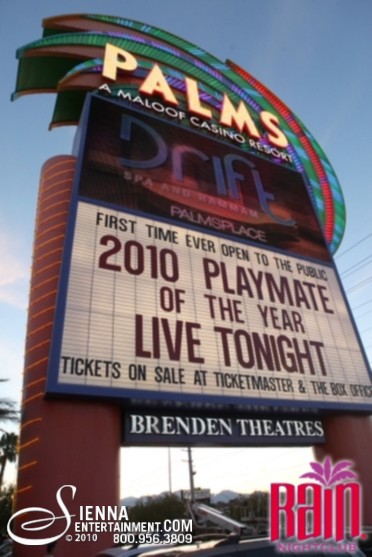 PALMS
A MALOOF CASINO RESORT
Drift
SPA AND HAMMAM
PALMSPLACE
FIRST TIME EVER OPEN TO THE PUBLIC
2010 PLAYMATE
OF THE YEAR
LIVE TONIGHT
TICKETS ON SALE AT TICKETMASTER & THE BOX OFFICE
BRENDEN THEATRES
SIENNA
ENTERTAINMENT.COM
© 2010 800.956.3809
Rain
NIGHTCLUB